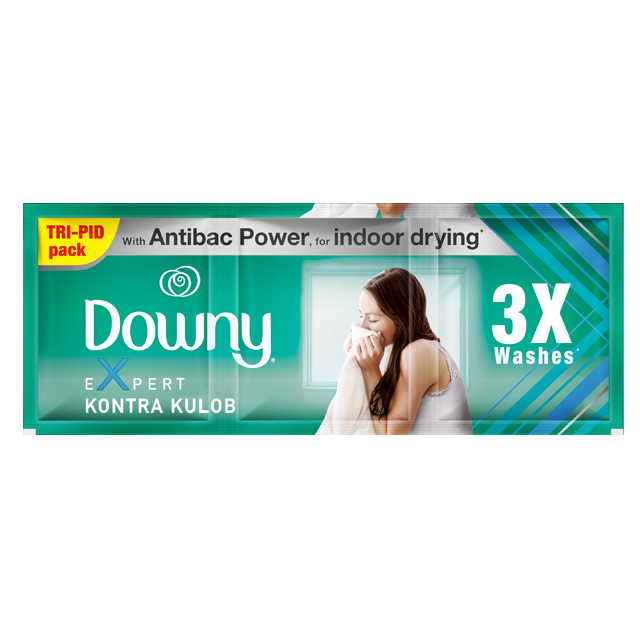 TRI-PID
pack
With Antibac Power, for indoor drying*
Downy®
EXPERT
KONTRA KULOB
3X
Washes*